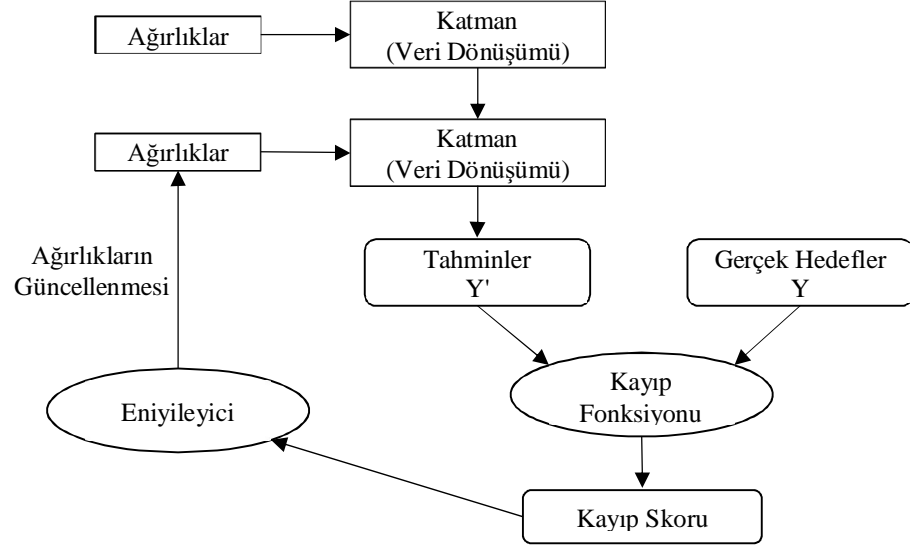 Ağırlıklar
Katman
(Veri Dönüşümü)
Ağırlıklar
Katman
(Veri Dönüşümü)
Ağırlıkların
Güncellenmesi
Tahminler
Y'
Gerçek Hedefler
Y
Kayıp
Fonksiyonu
Eniyileyici
Kayıp Skoru